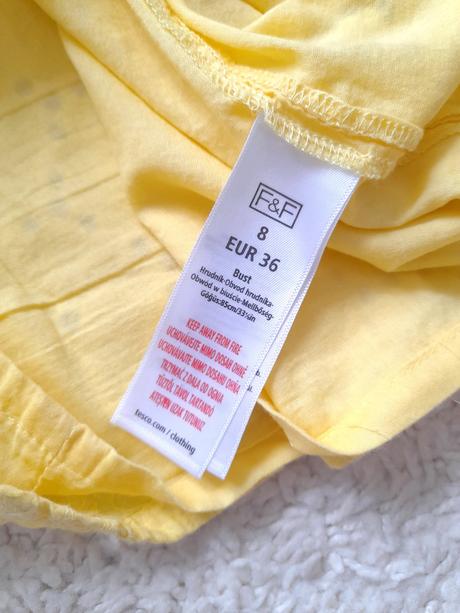 F&F
8
EUR 36
Bust
Hrudník-Obvod hrudníka-
Obwód w biuście-Mellbőség-
Göğüs:85cm/33½in
KEEP AWAY FROM FIRE
UCHOVÁVEJTE MIMO DOSAH OHNĚ
UCHOVÁVAJTE MIMO DOSAHU OHŇA
TRZYMAĆ Z DALA OD OGNIA
TŰZTŐL TÁVOL TARTANDÓ
ATEŞTEN UZAK TUTUNUZ
tesco.com/clothing